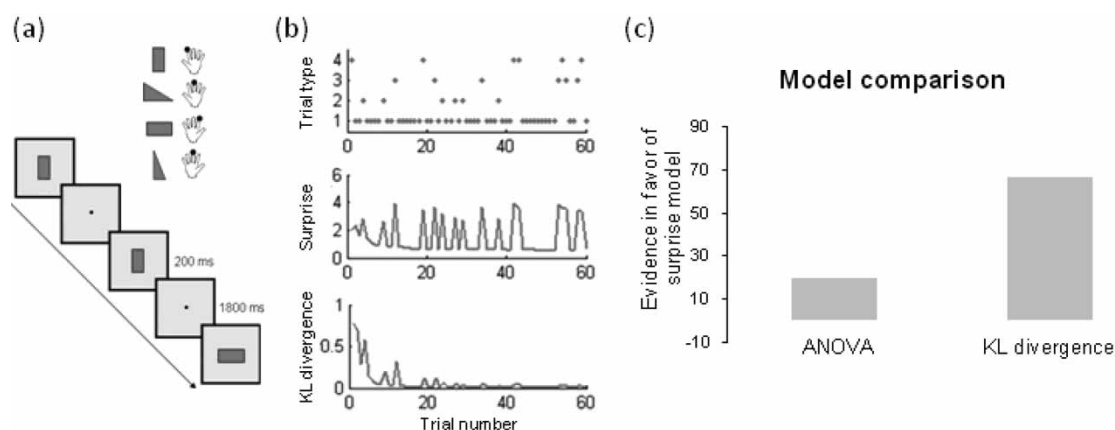 (a)
200 ms
1800 ms
(b)
Trial type
4
3
2
1
0 20 40 60
Surprise
6
4
2
0
0 20 40 60
KL divergence
1
0.5
0
0 20 40 60
Trial number
(c)
Model comparison
Evidence in favor of
surprise model
90
70
50
30
10
-10
ANOVA KL divergence